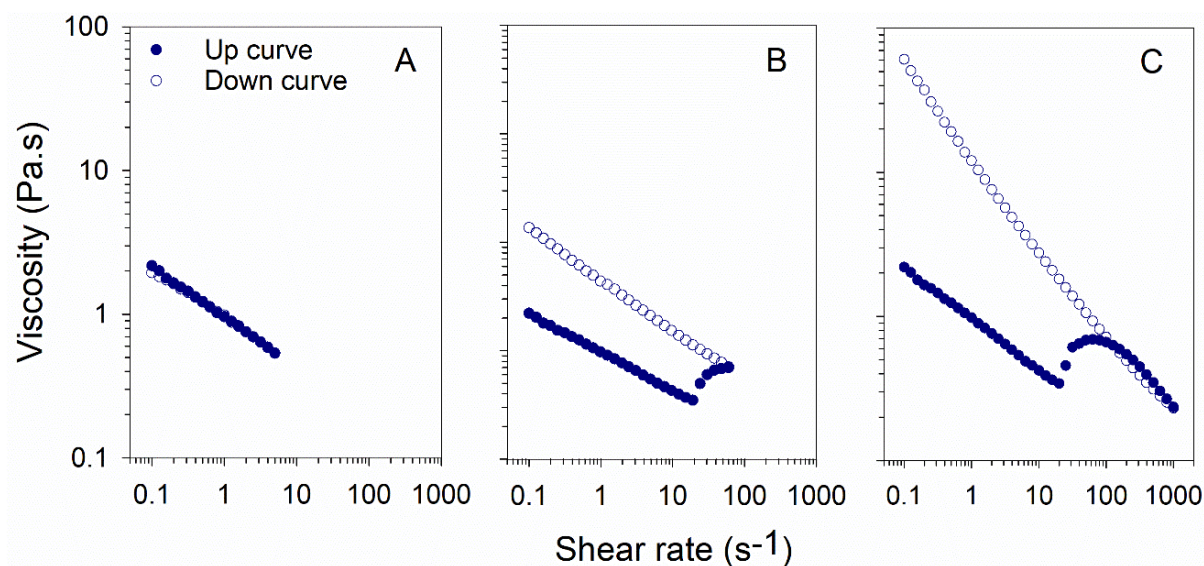 100
10
1
0.1
Viscosity (Pa.s)
Up curve
Down curve
A
B
C
0.1 1 10 100 1000
0.1 1 10 100 1000
0.1 1 10 100 1000
Shear rate (s-1)